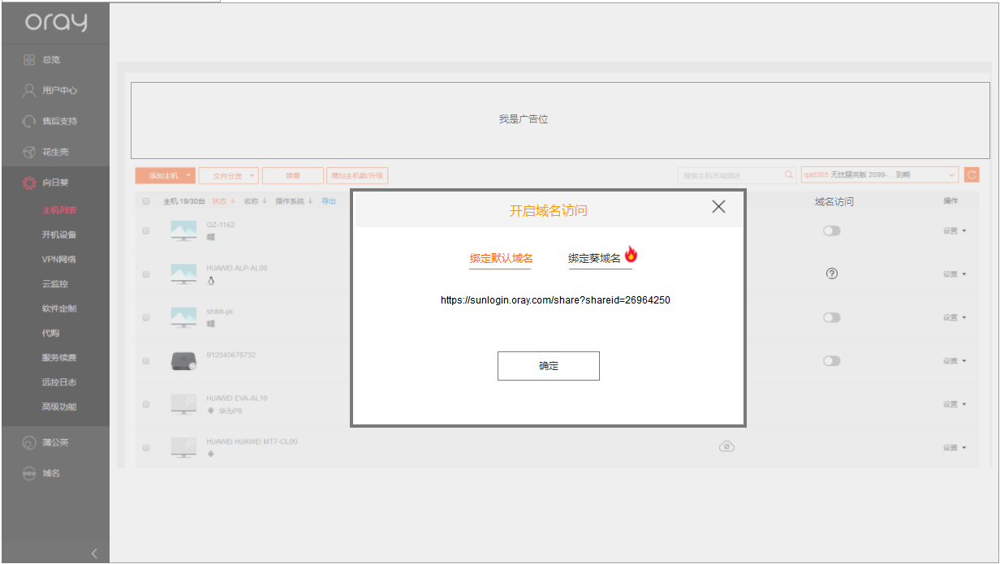 oray
总览
用户中心
售后支持
花生壳
向日葵
主机列表
开机设备
VPN网络
云监控
软件定制
代购
服务续费
远控日志
高级功能
蒲公英
www 域名
我是广告位
添加主机 文件分发 续费 增加主机数/升级 搜索主机名或描述 qa0205 无忧精英版 2099-... 到期
主机:19/30台 状态 ↓ 名称 ↓ 操作系统 ↓ 导出 域名访问 操作
GZ-1162 设置
HUAWEI ALP-AL00 ? 设置
shikh-pc 设置
912345678732 设置
HUAWEI EVA-AL10 设置
华为P9
HUAWEI HUAWEI MT7-CL00 设置
开启域名访问
绑定默认域名 绑定葵域名
https://sunlogin.oray.com/share?shareid=26964250
确定